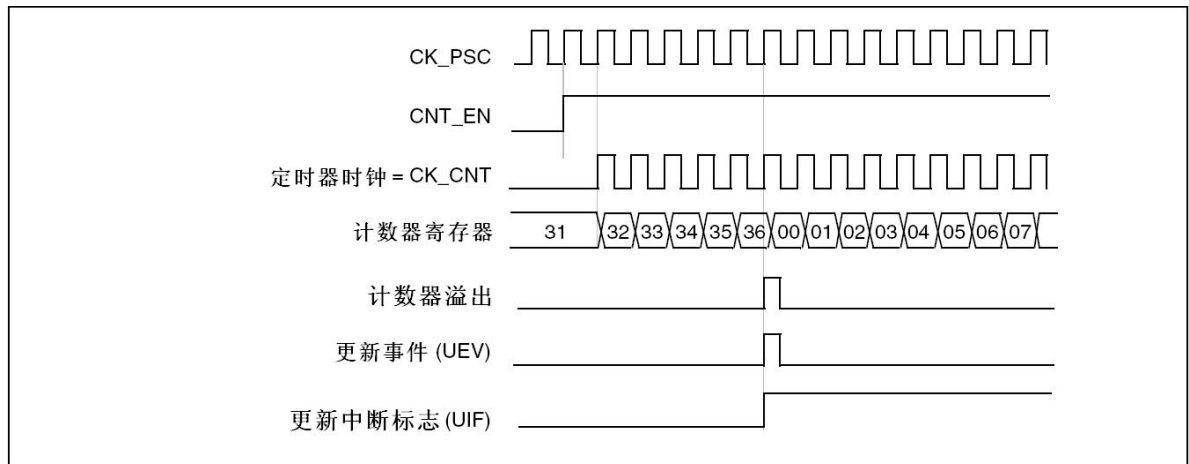 CK_PSC
CNT_EN
定时器时钟 = CK_CNT
计数器寄存器 31 32 33 34 35 36 00 01 02 03 04 05 06 07
计数器溢出
更新事件 (UEV)
更新中断标志 (UIF)